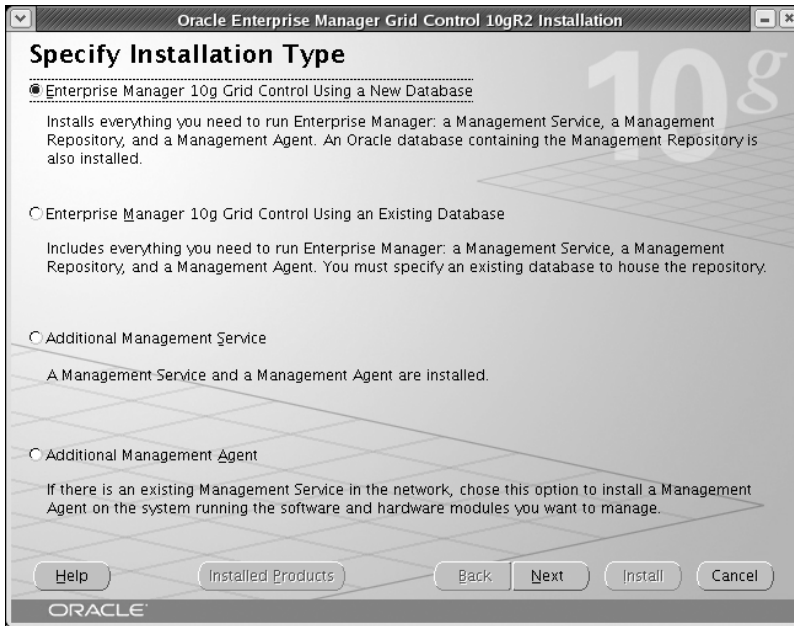 Oracle Enterprise Manager Grid Control 10gR2 Installation
Specify Installation Type
10g
Enterprise Manager 10g Grid Control Using a New Database
Installs everything you need to run Enterprise Manager: a Management Service, a Management
Repository, and a Management Agent. An Oracle database containing the Management Repository is
also installed.
Enterprise Manager 10g Grid Control Using an Existing Database
Includes everything you need to run Enterprise Manager: a Management Service, a Management
Repository, and a Management Agent. You must specify an existing database to house the repository.
Additional Management Service
A Management Service and a Management Agent are installed.
Additional Management Agent
If there is an existing Management Service in the network, chose this option to install a Management
Agent on the system running the software and hardware modules you want to manage.
Help Installed Products Back Next Install Cancel
ORACLE